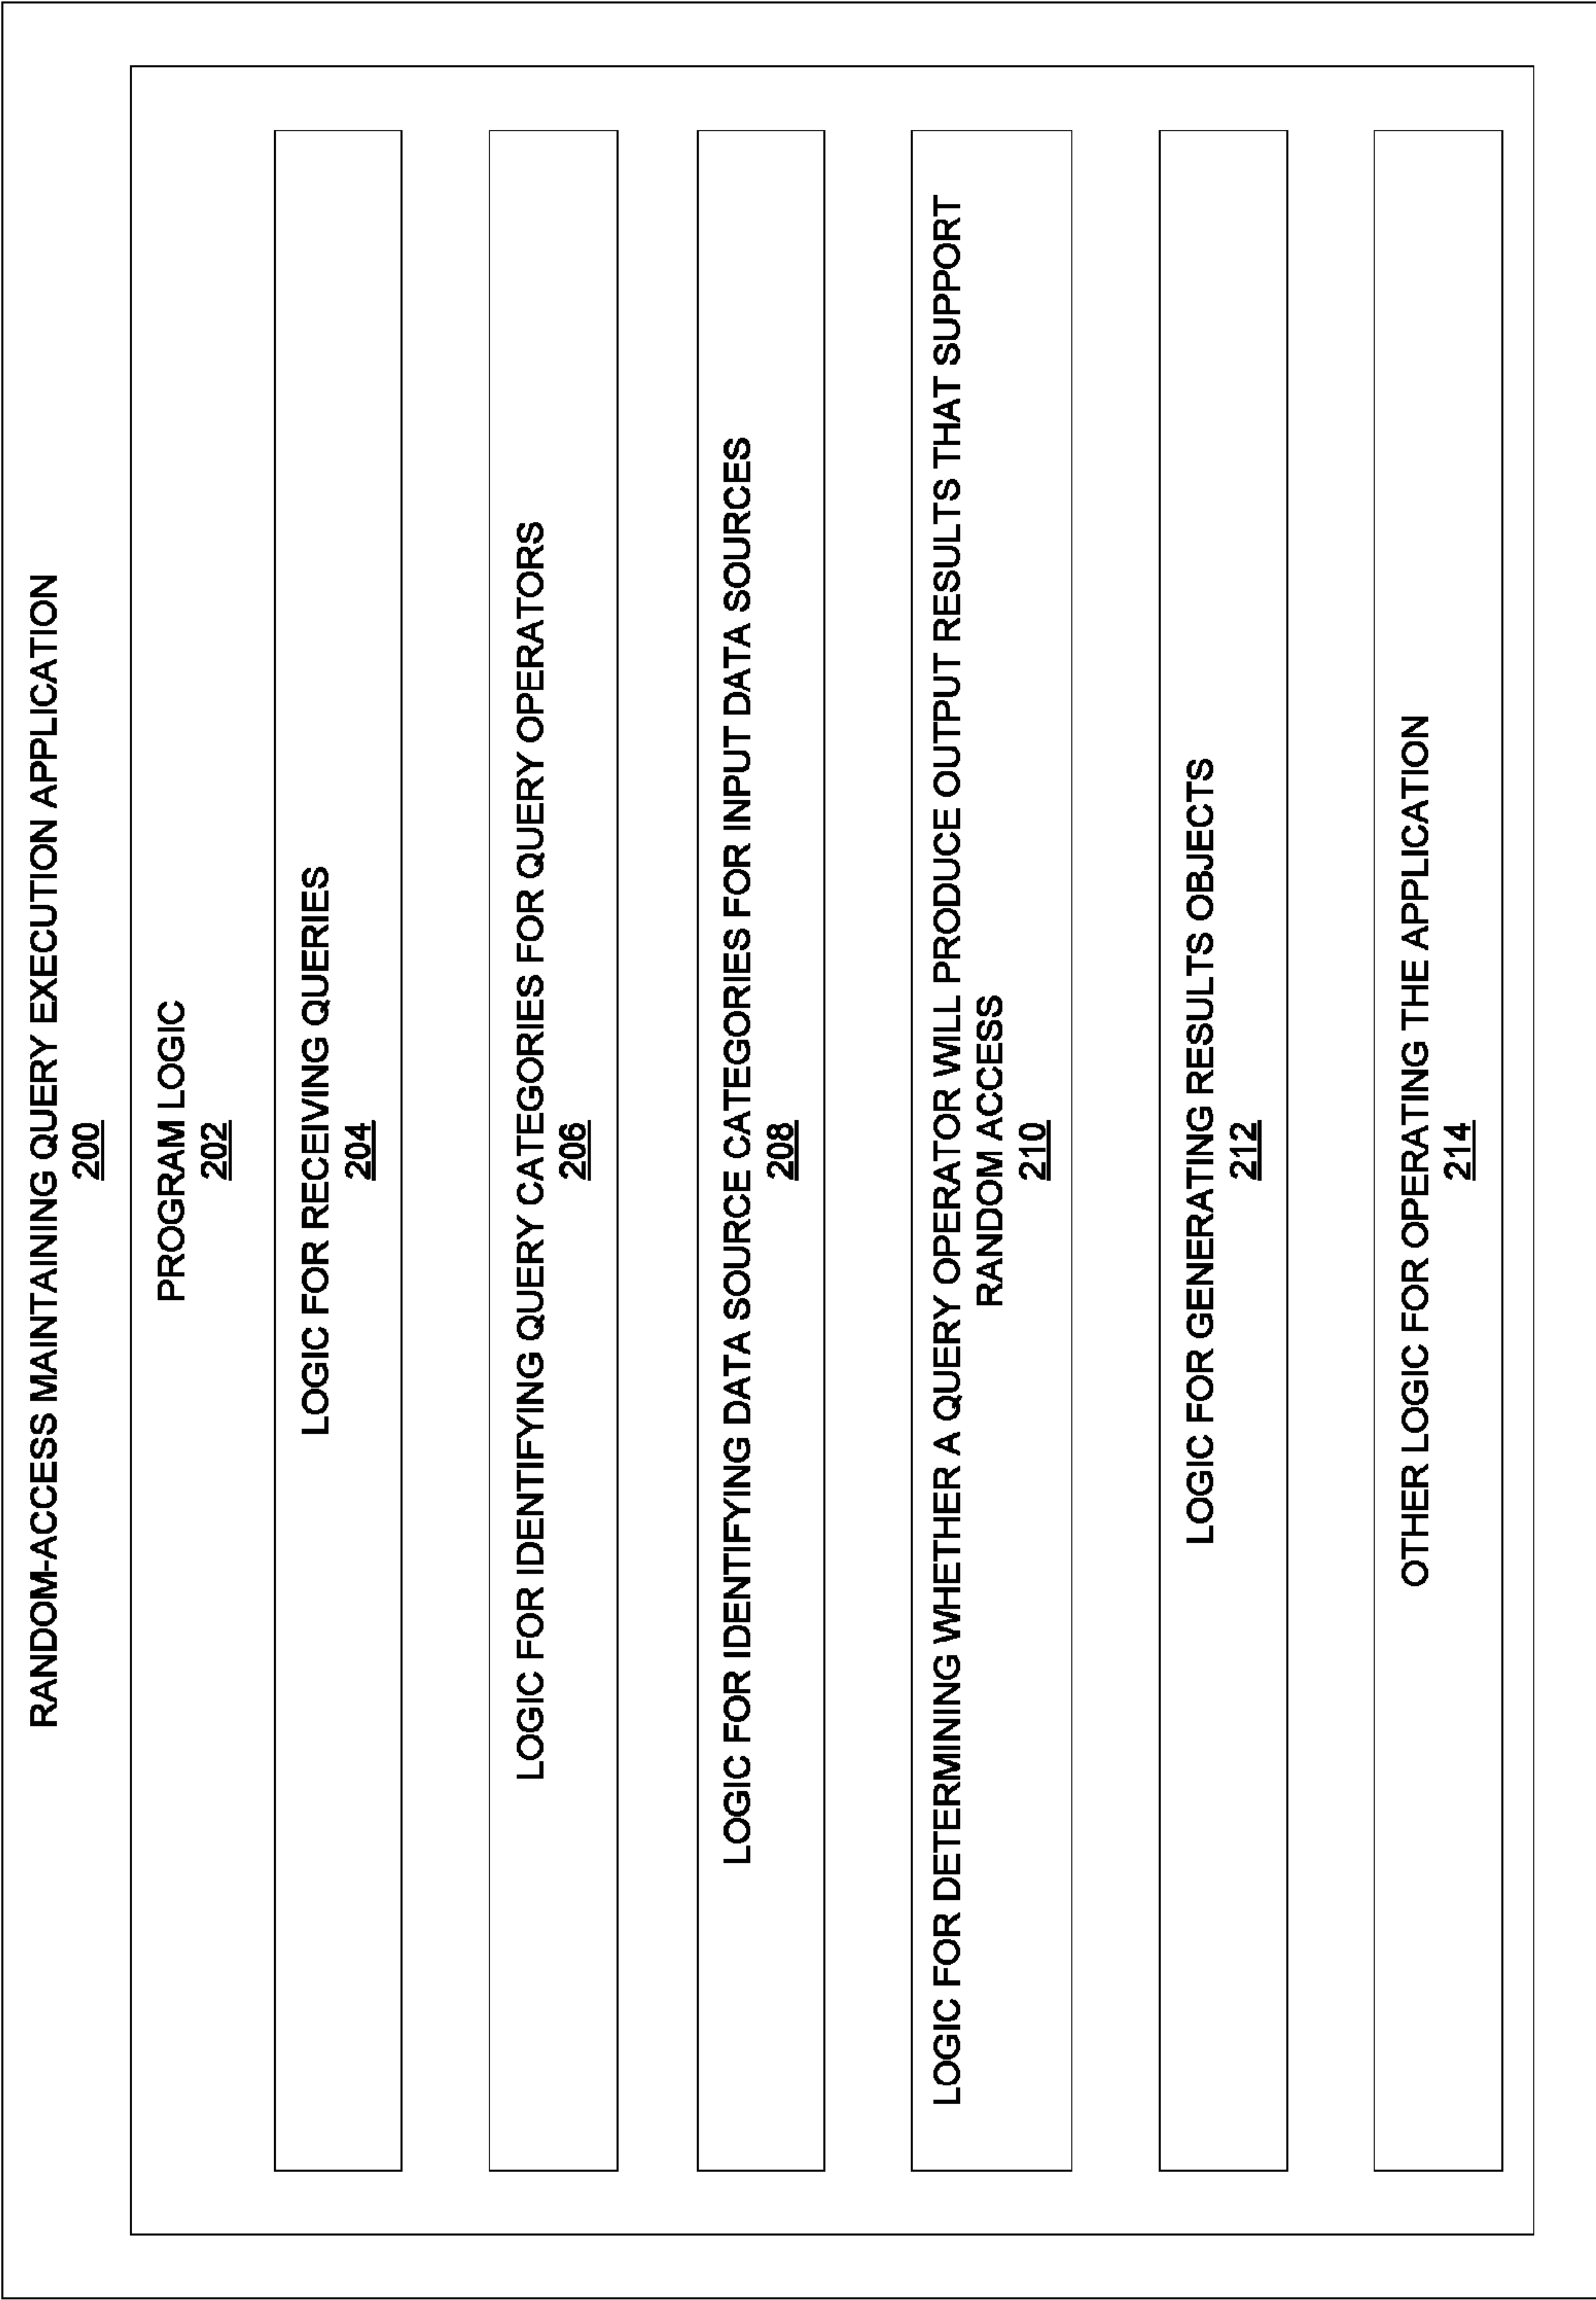 RANDOM-ACCESS MAINTAINING QUERY EXECUTION APPLICATION
200
PROGRAM LOGIC
202
LOGIC FOR RECEIVING QUERIES
204
LOGIC FOR IDENTIFYING QUERY CATEGORIES FOR QUERY OPERATORS
206
LOGIC FOR IDENTIFYING DATA SOURCE CATEGORIES FOR INPUT DATA SOURCES
208
LOGIC FOR DETERMINING WHETHER A QUERY OPERATOR WILL PRODUCE OUTPUT RESULTS THAT SUPPORT
RANDOM ACCESS
210
LOGIC FOR GENERATING RESULTS OBJECTS
212
OTHER LOGIC FOR OPERATING THE APPLICATION
214